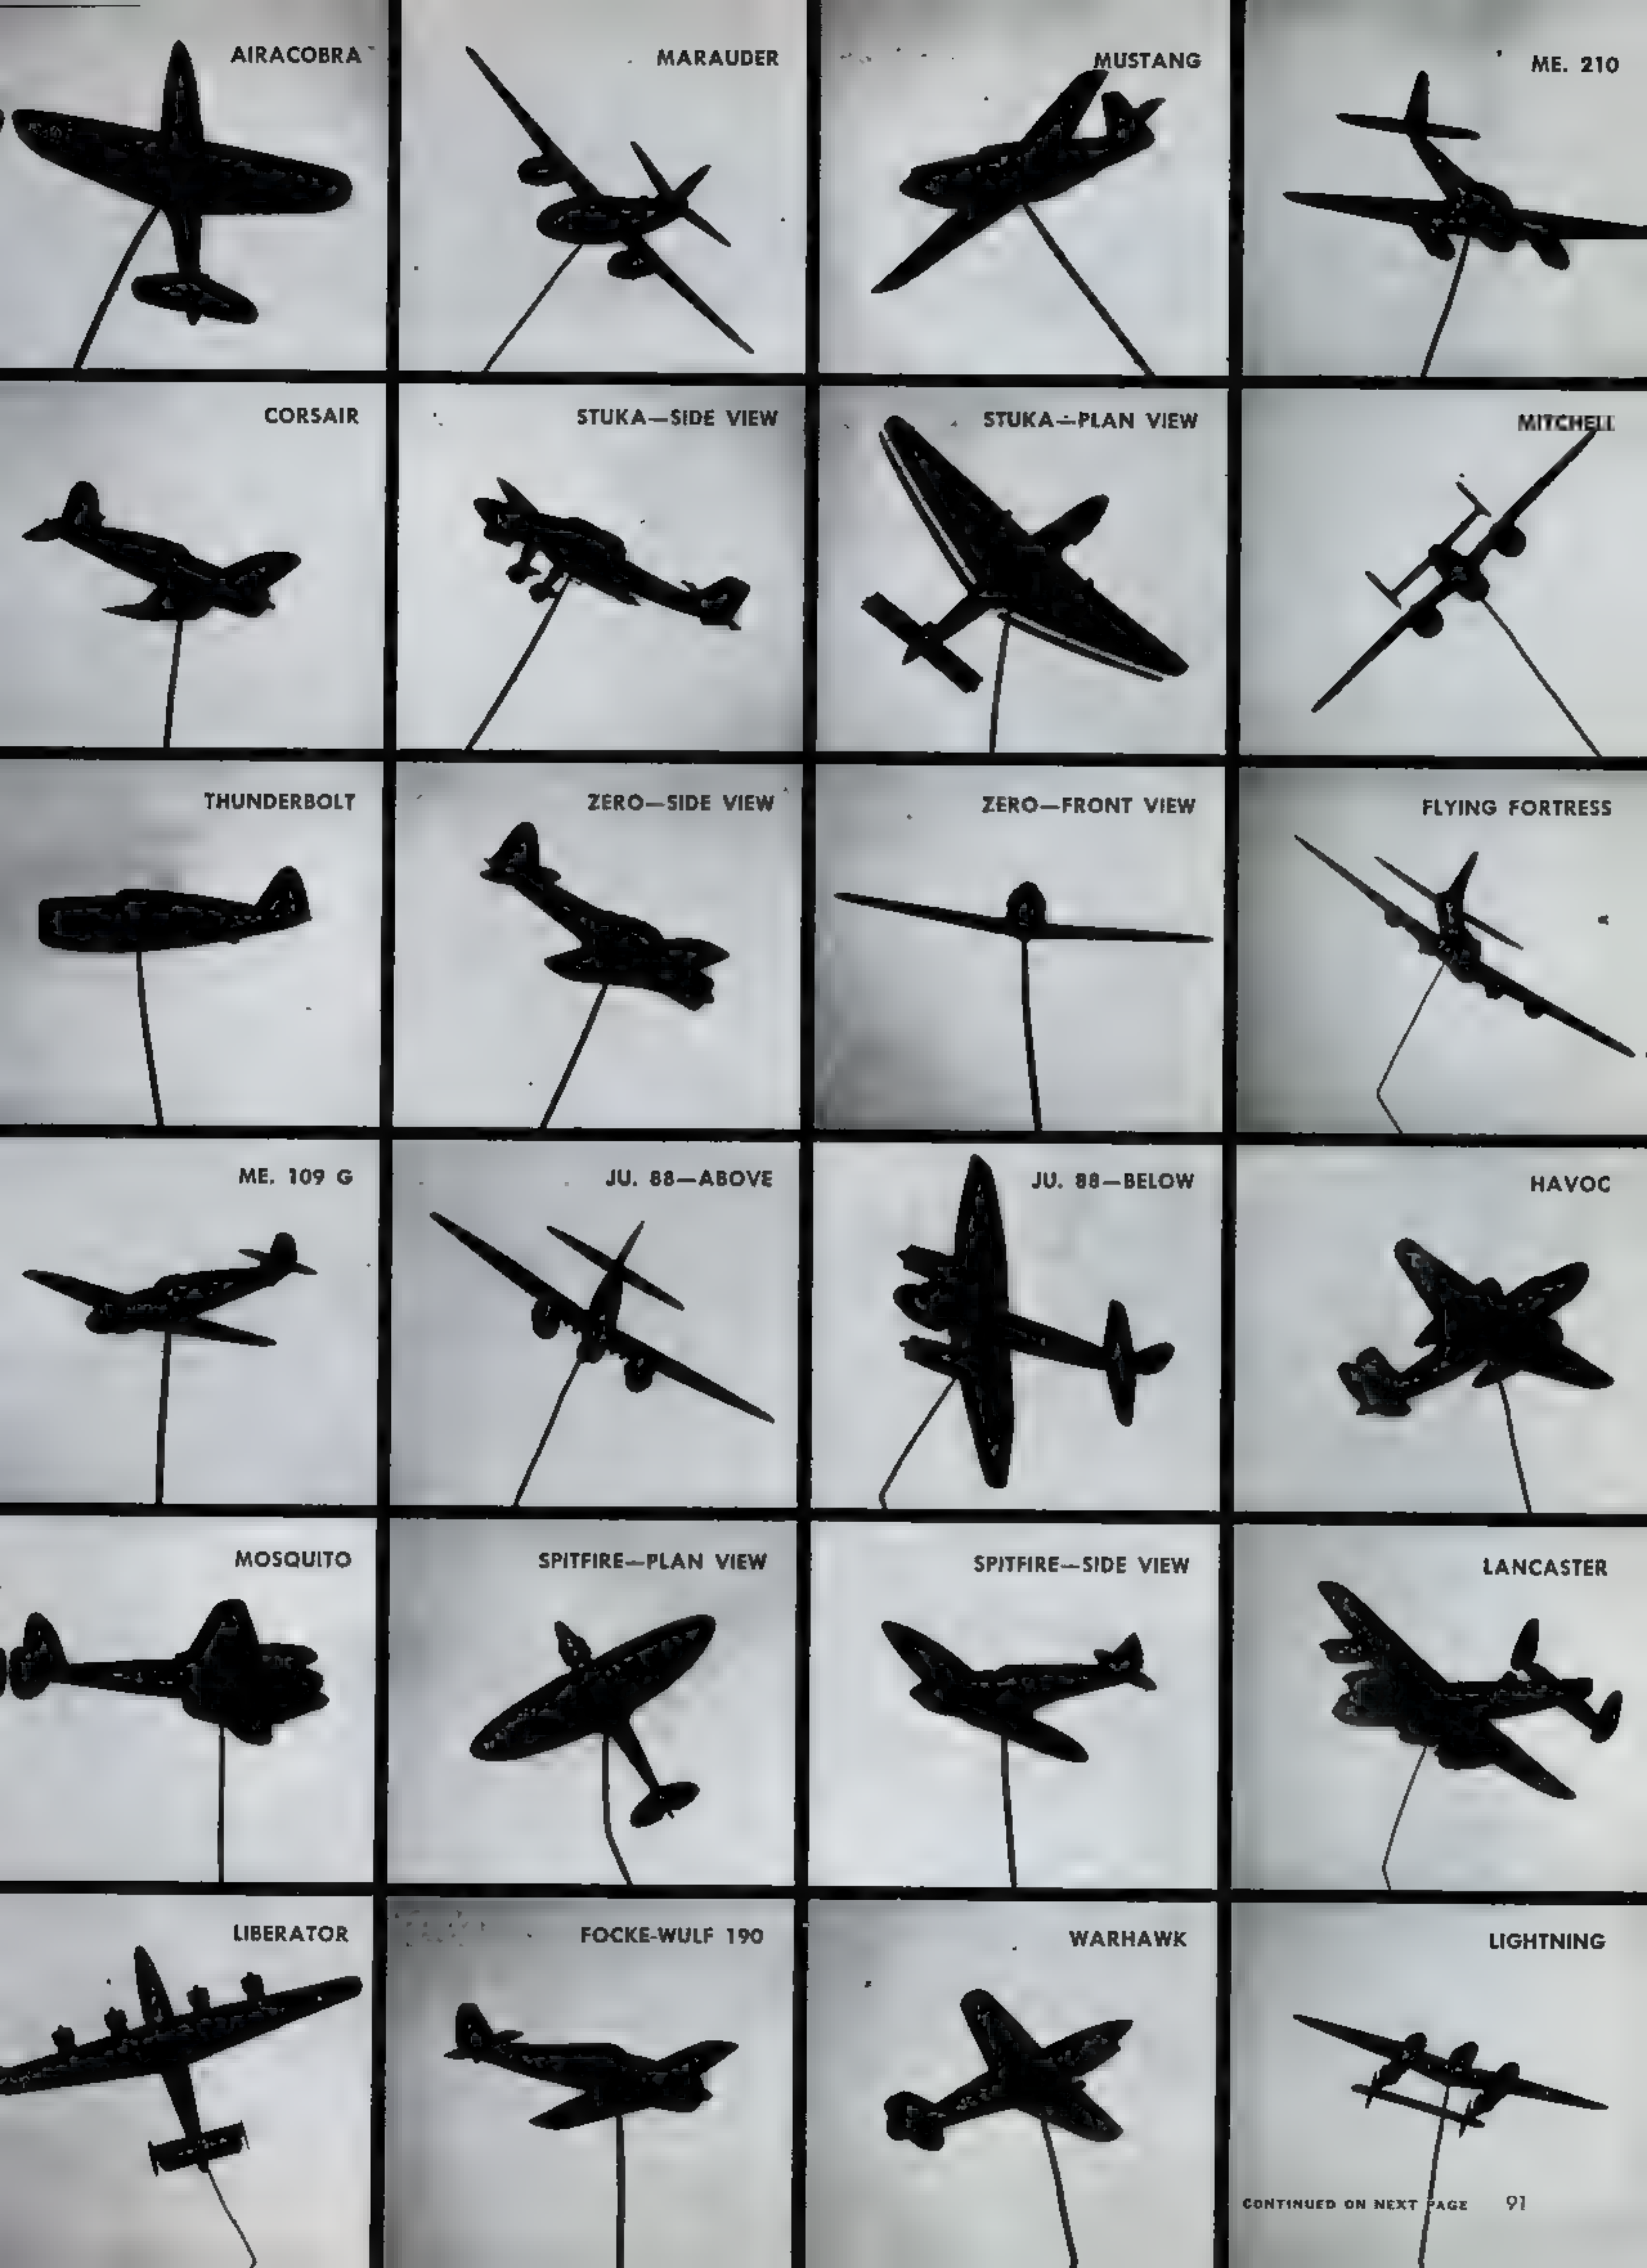 AIRACOBRA
MARAUDER
MUSTANG
ME. 210
CORSAIR
STUKA—SIDE VIEW
STUKA—PLAN VIEW
MITCHELL
THUNDERBOLT
ZERO—SIDE VIEW
ZERO—FRONT VIEW
FLYING FORTRESS
ME. 109 G
JU. 88—ABOVE
JU. 88—BELOW
HAVOC
MOSQUITO
SPITFIRE—PLAN VIEW
SPITFIRE—SIDE VIEW
LANCASTER
LIBERATOR
FOCKE-WULF 190
WARHAWK
LIGHTNING
CONTINUED ON NEXT PAGE 91